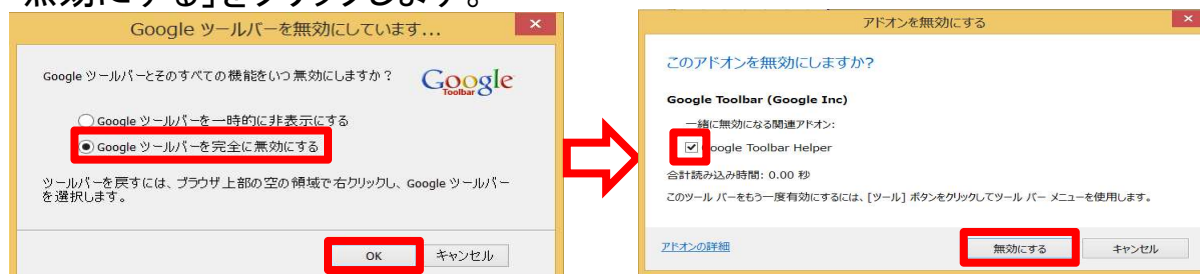 無効にする」をクリックします。
Google ツールバーを無効にしています...
Google ツールバーとそのすべての機能をいつ無効にしますか？
Google
Toolbar
Google ツールバーを一時的に非表示にする
Google ツールバーを完全に無効にする
ツールバーを戻すには、ブラウザ上部の空の領域で右クリックし、Google ツールバー
を選択します。
OK
キャンセル
アドオンを無効にする
このアドオンを無効にしますか?
Google Toolbar (Google Inc)
一緒に無効になる関連アドオン:
Google Toolbar Helper
合計読み込み時間: 0.00 秒
このツール バーをもう一度有効にするには、[ツール] ボタンをクリックしてツール バー メニューを使用します。
アドオンの詳細
無効にする
キャンセル